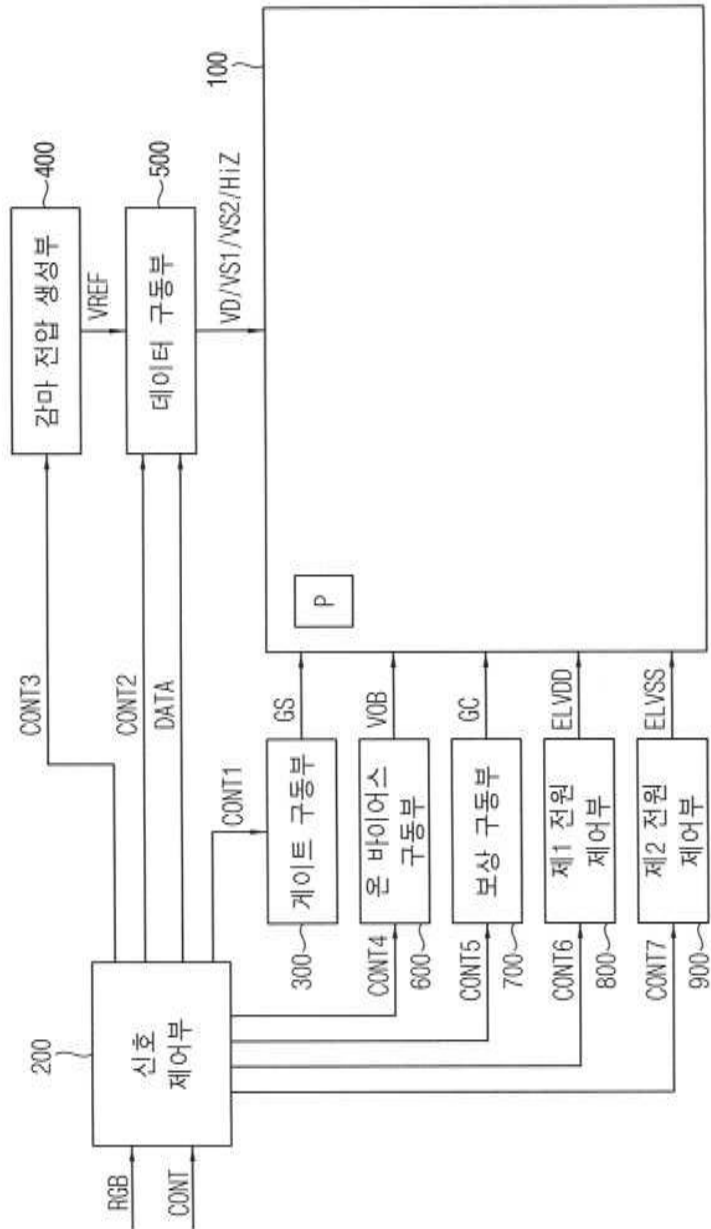 RGB
CONT
200
신호
제어부
CONT3
CONT2
DATA
CONT1
감마 전압 생성부
400
VREF
데이터 구동부
500
VD/VS1/VS2/HiZ
100
P
300
게이트 구동부
GS
CONT4
600
온 바이어스
구동부
VOB
CONT5
700
보상 구동부
GC
CONT6
800
제1 전원
제어부
ELVDD
CONT7
900
제2 전원
제어부
ELVSS